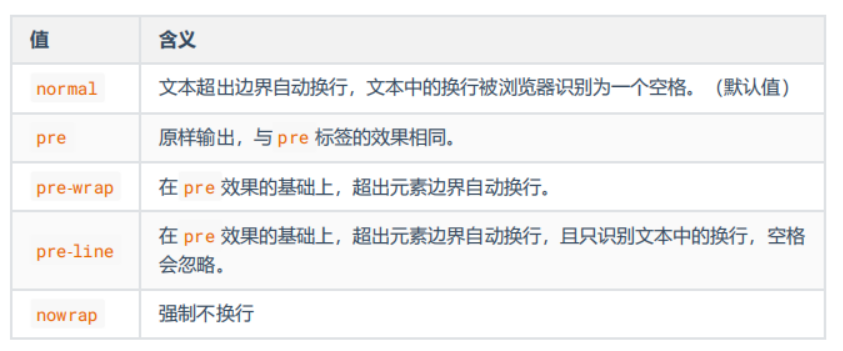 值 含义
normal 文本超出边界自动换行，文本中的换行被浏览器识别为一个空格。（默认值）
pre 原样输出，与 pre 标签的效果相同。
pre-wrap 在 pre 效果的基础上，超出元素边界自动换行。
pre-line 在 pre 效果的基础上，超出元素边界自动换行，且只识别文本中的换行，空格
会忽略。
nowrap 强制不换行